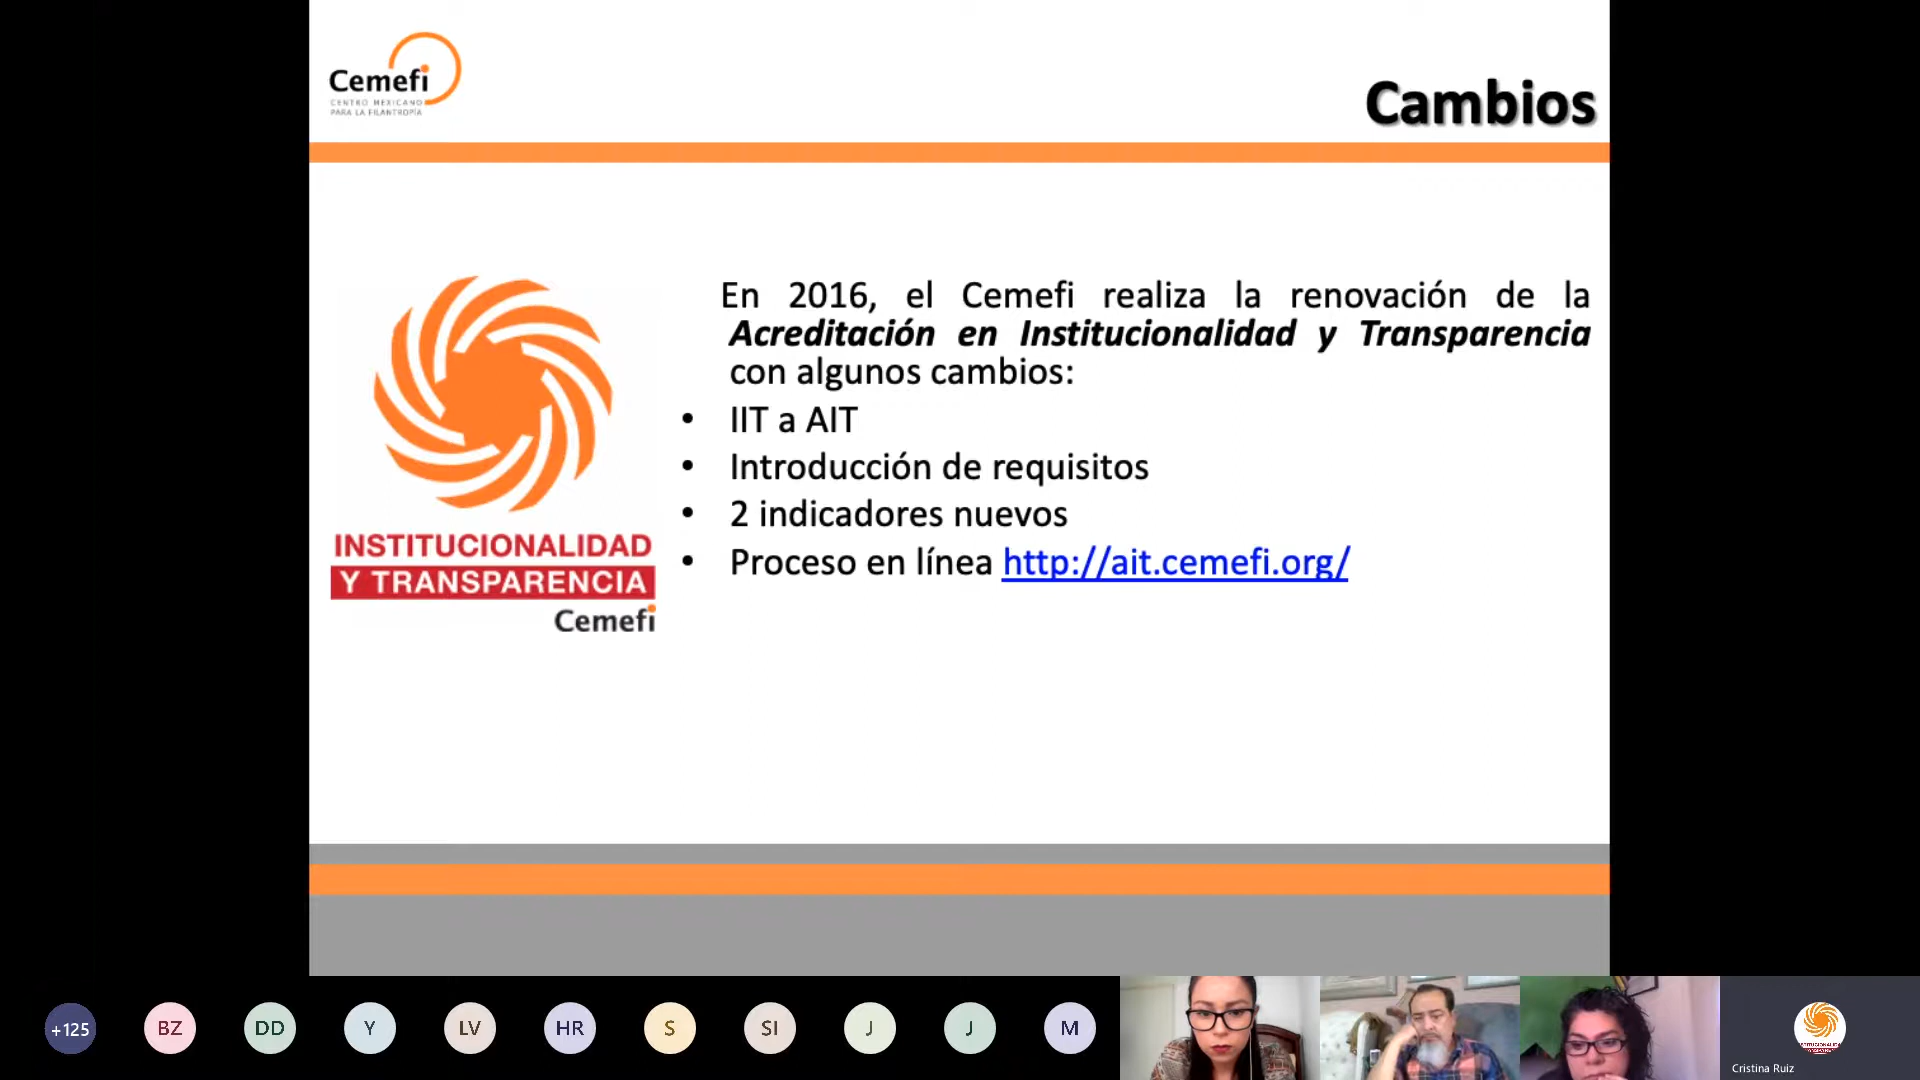 Cemefi
CENTRO MEXICANO
PARA LA FILANTROPÍA
Cambios
En 2016, el Cemefi realiza la renovación de la
Acreditación en Institucionalidad y Transparencia
con algunos cambios:
• IIT a AIT
• Introducción de requisitos
• 2 indicadores nuevos
• Proceso en línea http://ait.cemefi.org/
INSTITUCIONALIDAD
Y TRANSPARENCIA
Cemefi
+125
BZ
DD
Y
LV
HR
S
SI
J
J
M
Cristina Ruiz